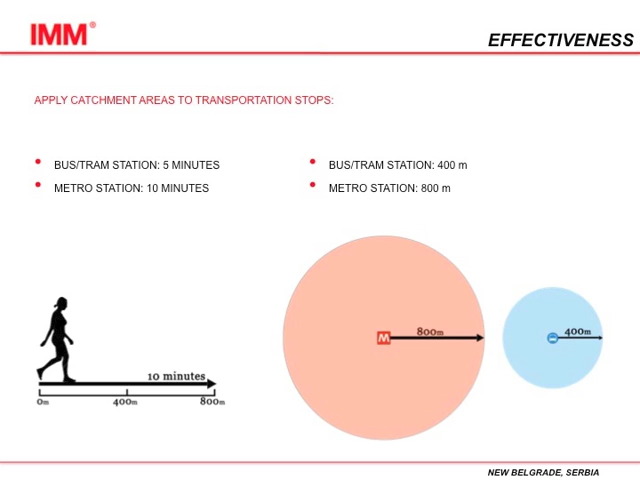 IMM®
EFFECTIVENESS
APPLY CATCHMENT AREAS TO TRANSPORTATION STOPS:
• BUS/TRAM STATION: 5 MINUTES
• METRO STATION: 10 MINUTES
• BUS/TRAM STATION: 400 m
• METRO STATION: 800 m
10 minutes
0m 400m 800m
M 800m
400m
NEW BELGRADE, SERBIA